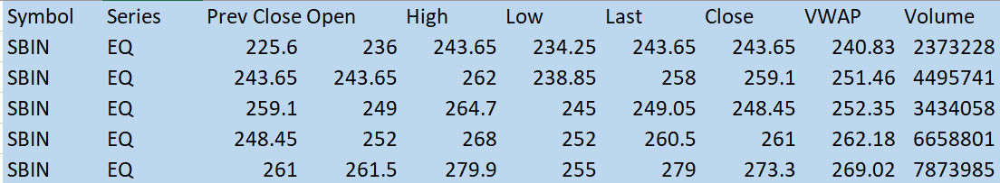 Symbol Series Prev Close Open High Low Last Close VWAP Volume
SBIN EQ 225.6 236 243.65 234.25 243.65 243.65 240.83 2373228
SBIN EQ 243.65 243.65 262 238.85 258 259.1 251.46 4495741
SBIN EQ 259.1 249 264.7 245 249.05 248.45 252.35 3434058
SBIN EQ 248.45 252 268 252 260.5 261 262.18 6658801
SBIN EQ 261 261.5 279.9 255 279 273.3 269.02 7873985